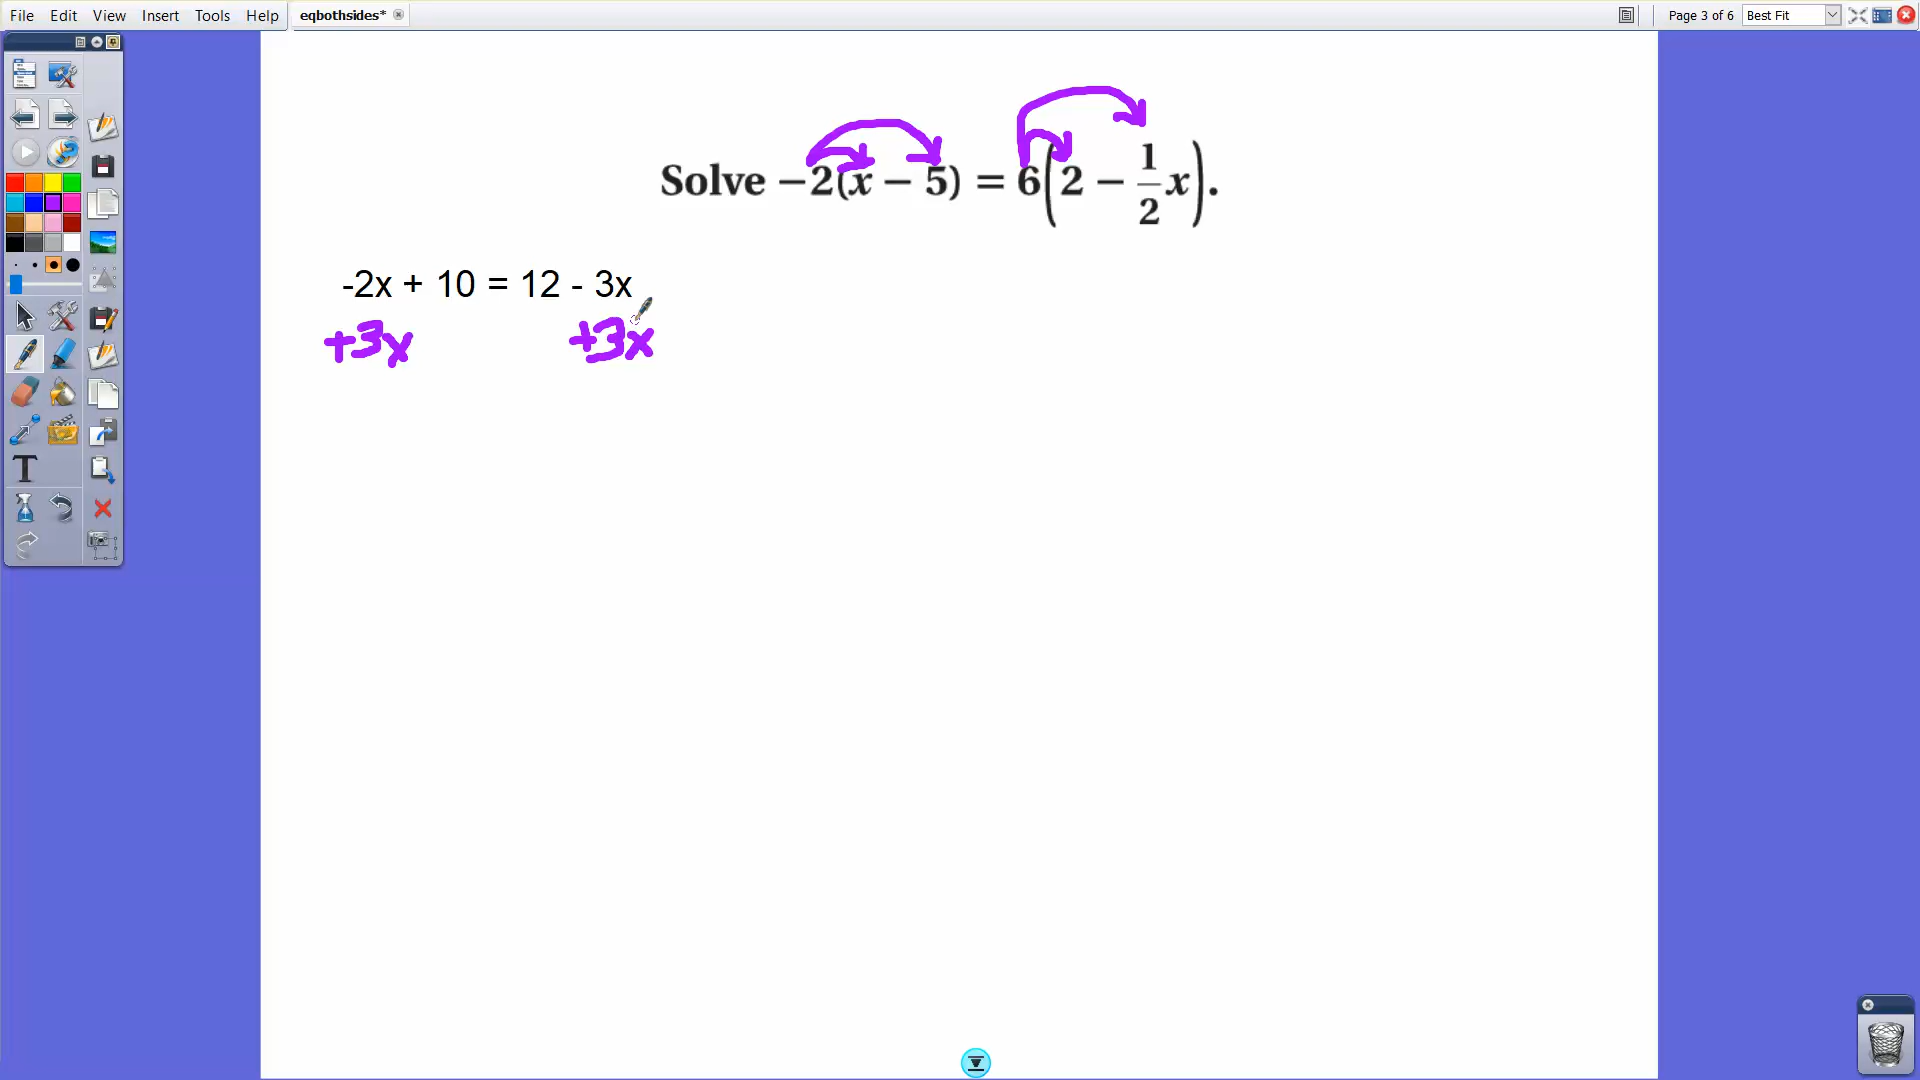 File Edit View Insert Tools Help eqbothsides* Page 3 of 6 Best Fit
Solve −2(x − 5) = 6(2 − 1/2 x).
-2x + 10 = 12 - 3x
+3x +3x
T